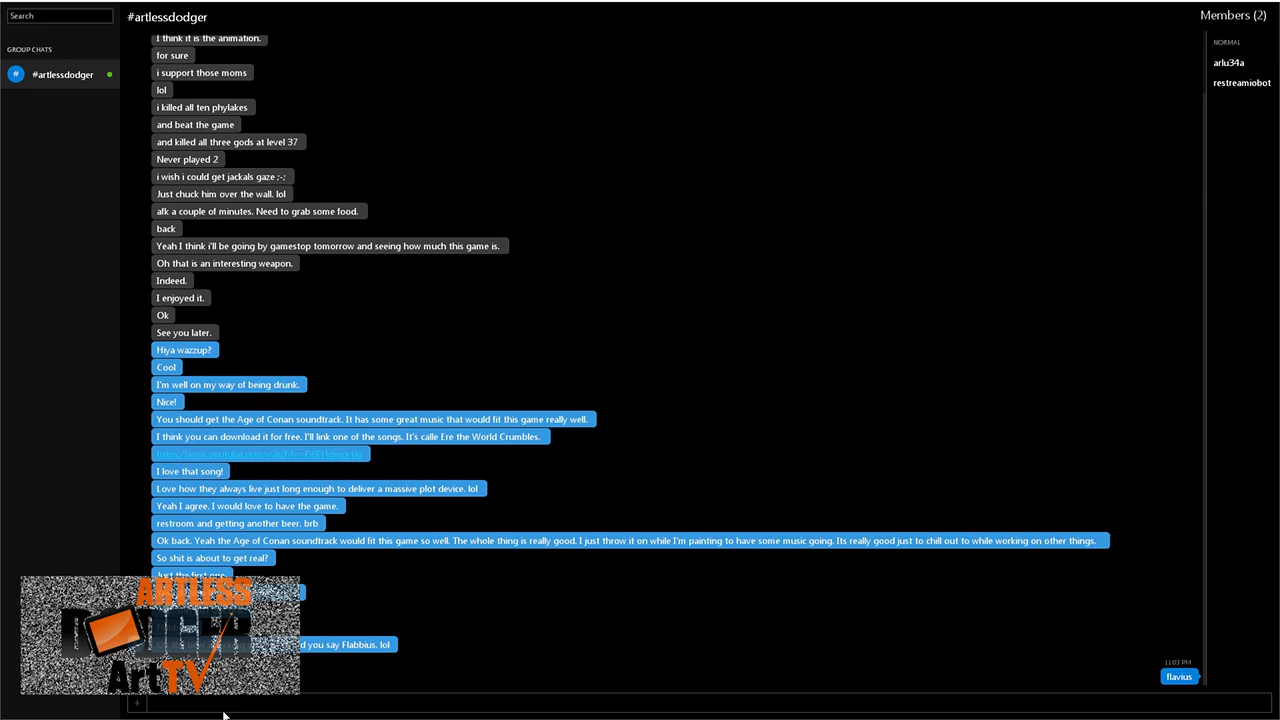 Search
#artlessdodger
Members (2)
GROUP CHATS
#
#artlessdodger
NORMAL
arlu34a
restreamiobot
I think it is the animation.
for sure
i support those moms
lol
i killed all ten phylakes
and beat the game
and killed all three gods at level 37
Never played 2
i wish i could get jackals gaze ;-;
Just chuck him over the wall. lol
afk a couple of minutes. Need to grab some food.
back
Yeah I think i'll be going by gamestop tomorrow and seeing how much this game is.
Oh that is an interesting weapon.
Indeed.
I enjoyed it.
Ok
See you later.
Hiya wazzup?
Cool
I'm well on my way of being drunk.
Nice!
You should get the Age of Conan soundtrack. It has some great music that would fit this game really well.
I think you can download it for free. I'll link one of the songs. It's calle Ere the World Crumbles.
I love that song!
Love how they always live just long enough to deliver a massive plot device. lol
Yeah I agree. I would love to have the game.
restroom and getting another beer. brb
Ok back. Yeah the Age of Conan soundtrack would fit this game so well. The whole thing is really good. I just throw it on while I'm painting to have some music going. Its really good just to chill out to while working on other things.
So shit is about to get real?
Just the first one.
you say Flabbius. lol
11:03 PM
flavius
ARTLESS
DODGER
ArtTV
+